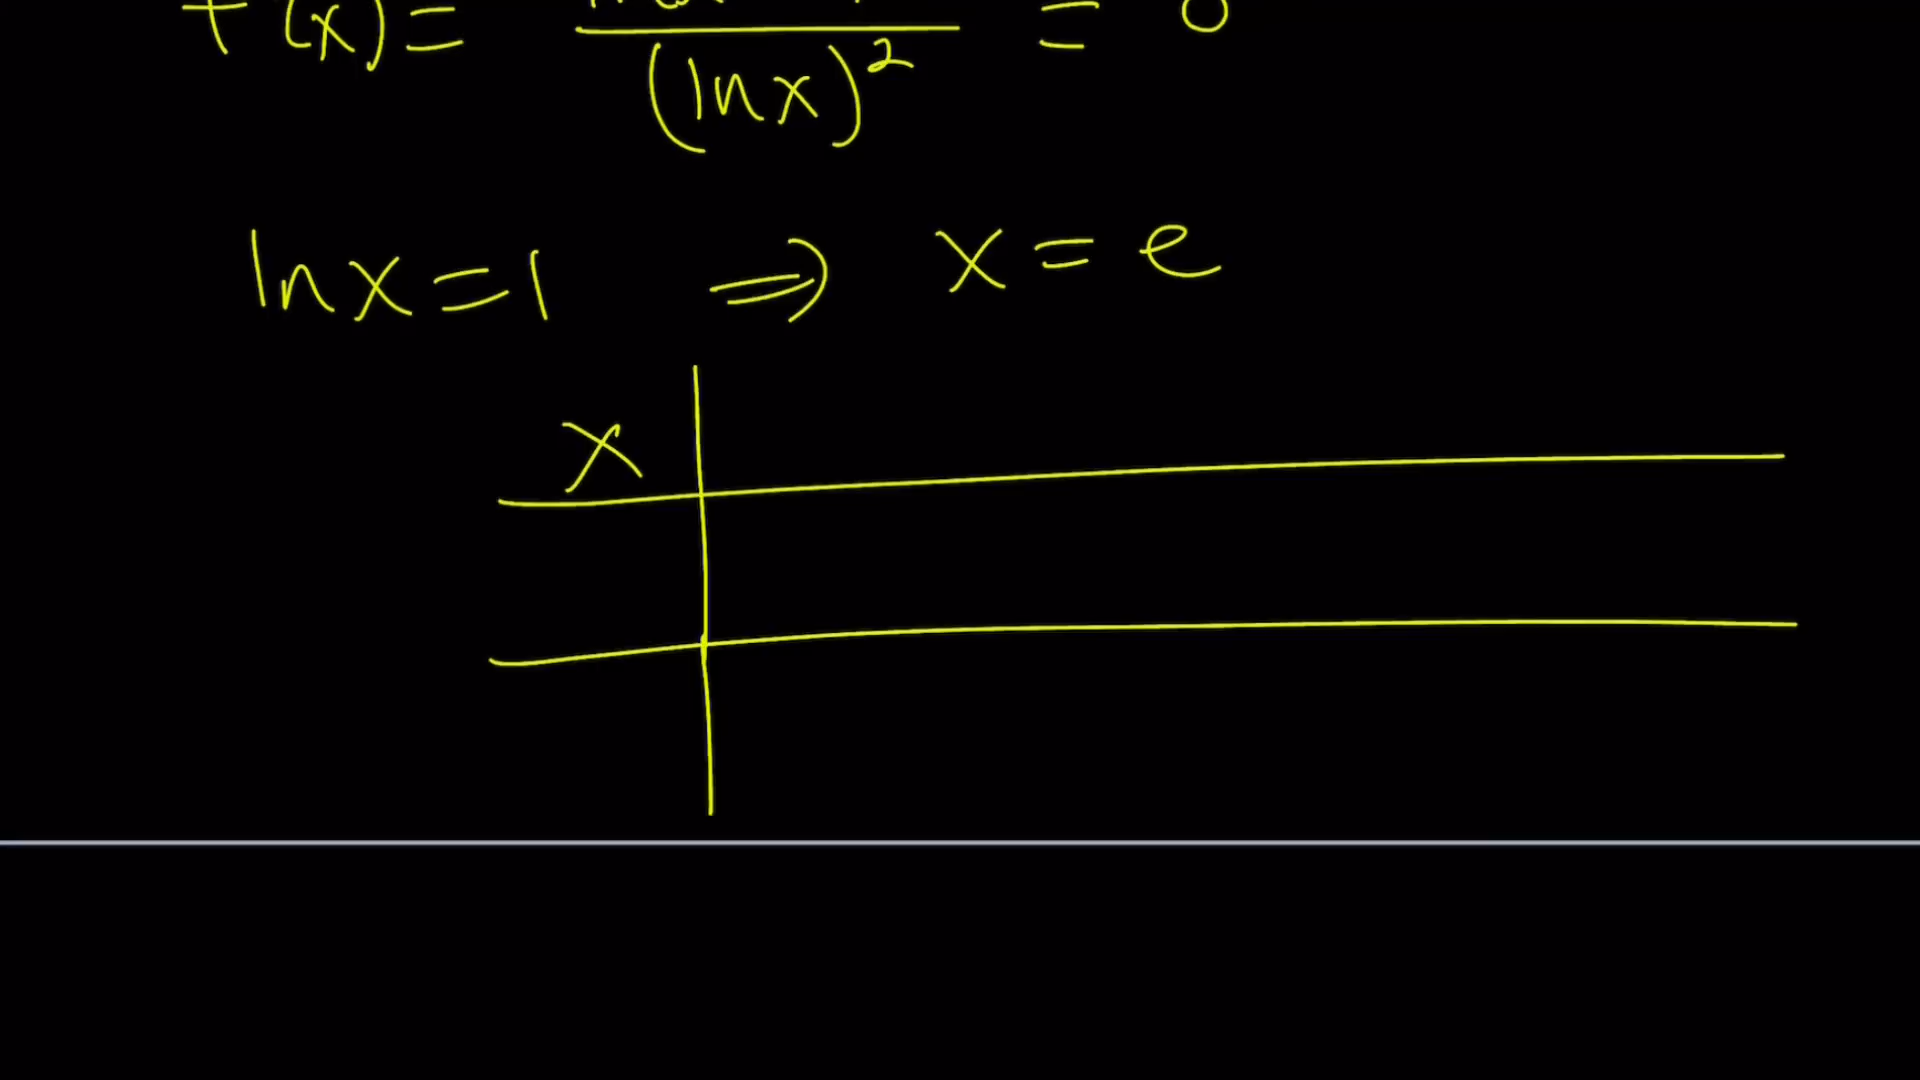 f'(x) = / (ln x)^2 = 0
ln x = 1 ⇒ x = e
x